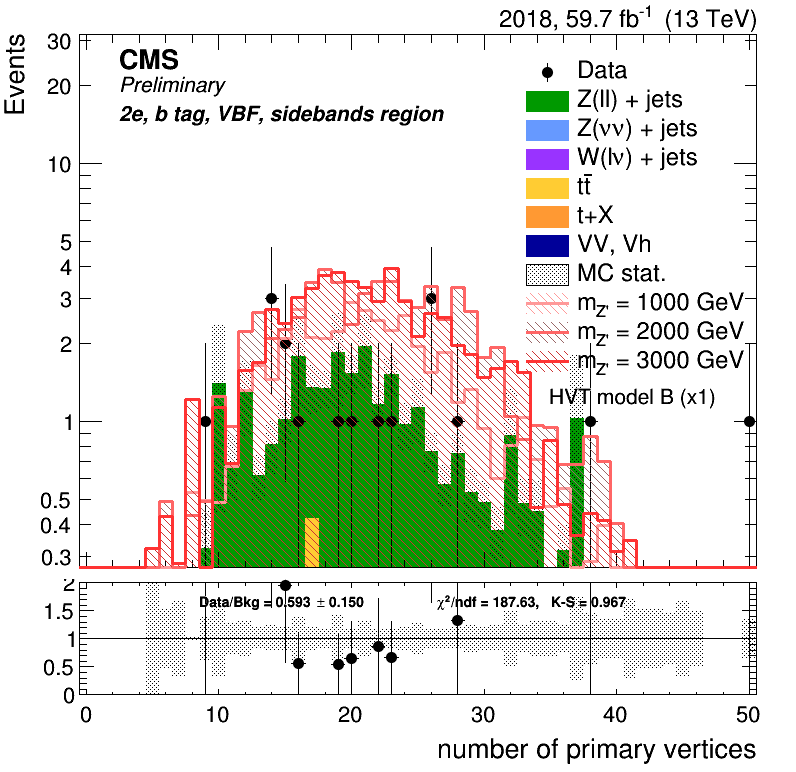 2018, 59.7 fb⁻¹ (13 TeV)
Events
CMS
Preliminary
2e, b tag, VBF, sidebands region
Data
Z(ll) + jets
Z(νν) + jets
W(lν) + jets
tt̄
t+X
VV, Vh
MC stat.
m_Z' = 1000 GeV
m_Z' = 2000 GeV
m_Z' = 3000 GeV
HVT model B (x1)
30
20
10
5
4
3
2
1
0.5
0.4
0.3
Data/Bkg = 0.593 ± 0.150 χ²/ndf = 187.63, K-S = 0.967
2
1.5
1
0.5
0
0 10 20 30 40 50
number of primary vertices